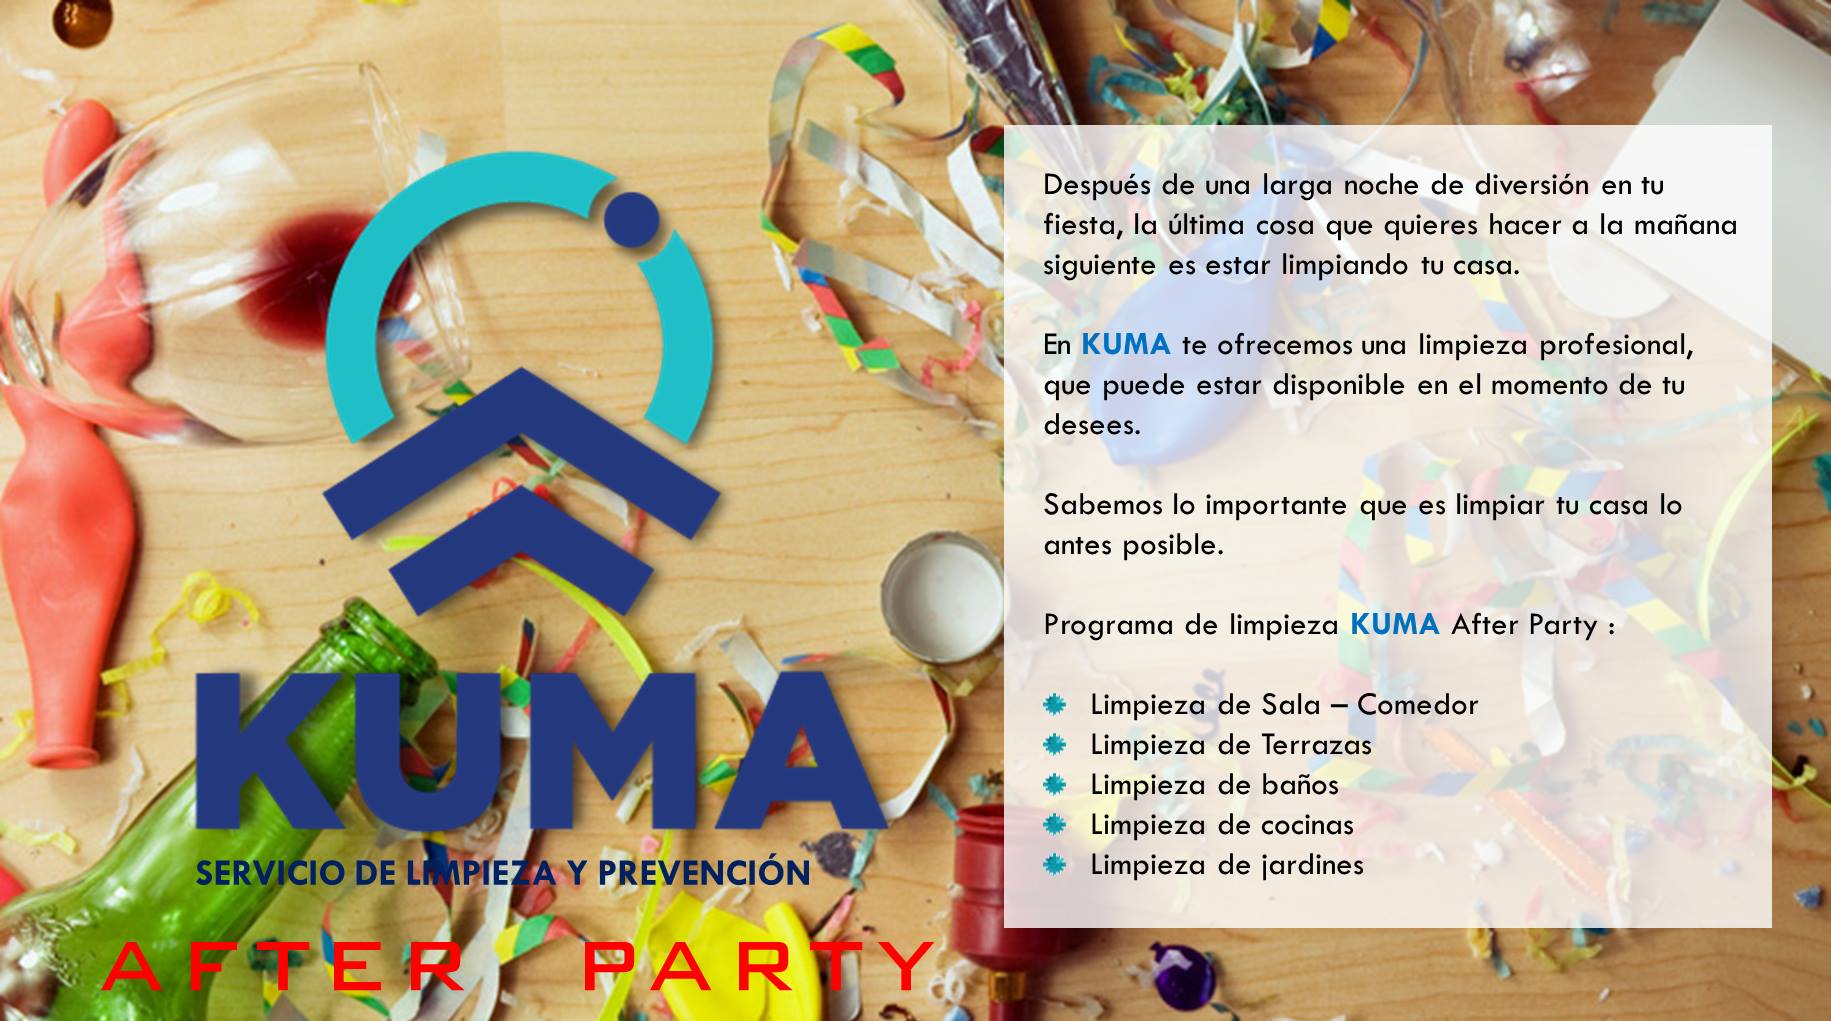 KUMA
SERVICIO DE LIMPIEZA Y PREVENCIÓN
AFTER PARTY
Después de una larga noche de diversión en tu
fiesta, la última cosa que quieres hacer a la mañana
siguiente es estar limpiando tu casa.
En KUMA te ofrecemos una limpieza profesional,
que puede estar disponible en el momento de tu
desees.
Sabemos lo importante que es limpiar tu casa lo
antes posible.
Programa de limpieza KUMA After Party :
Limpieza de Sala – Comedor
Limpieza de Terrazas
Limpieza de baños
Limpieza de cocinas
Limpieza de jardines